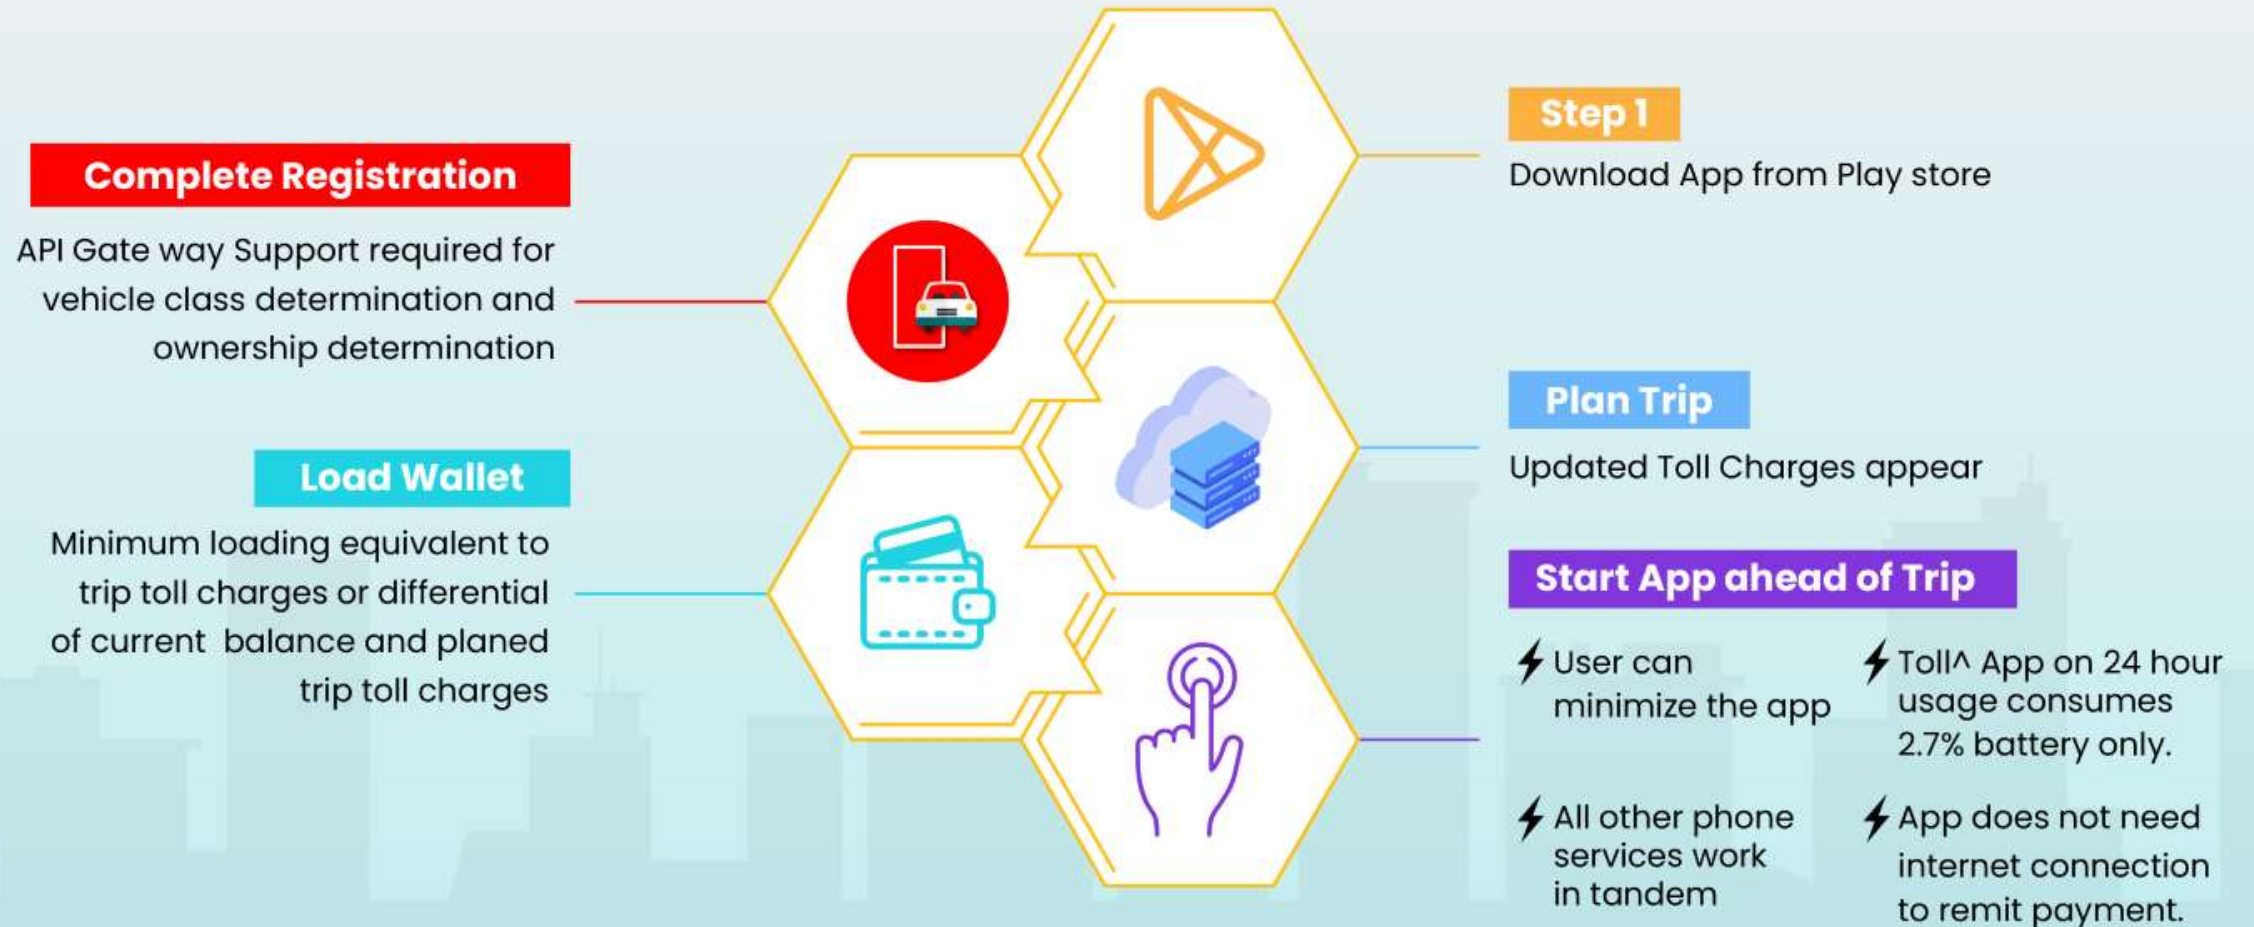 Step 1
Download App from Play store
Complete Registration
API Gate way Support required for
vehicle class determination and
ownership determination
Plan Trip
Updated Toll Charges appear
Load Wallet
Minimum loading equivalent to
trip toll charges or differential
of current balance and planed
trip toll charges
Start App ahead of Trip
User can
minimize the app
Toll^ App on 24 hour
usage consumes
2.7% battery only.
All other phone
services work
in tandem
App does not need
internet connection
to remit payment.